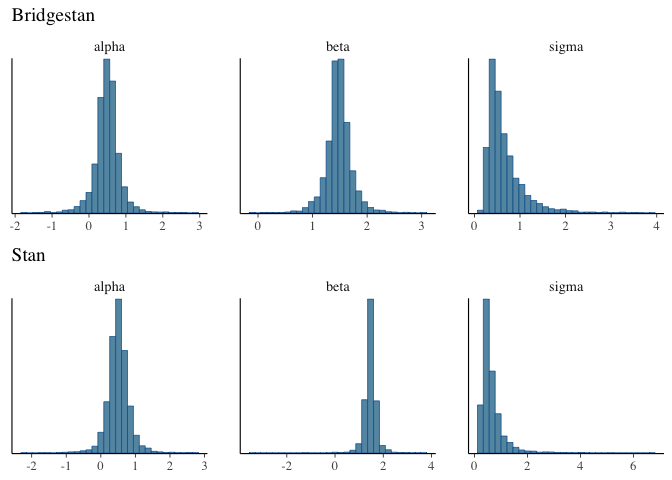 Bridgestan
alpha beta sigma
-2 -1 0 1 2 3 0 1 2 3 0 1 2 3 4
Stan
alpha beta sigma
-2 -1 0 1 2 3 -2 0 2 4 0 2 4 6